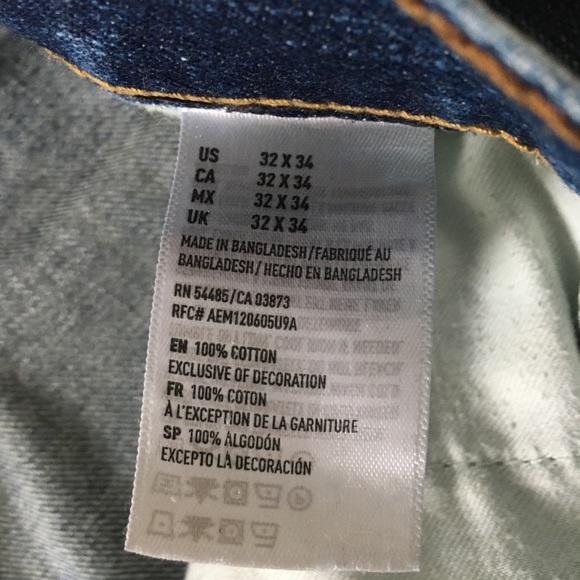 US 32 X 34
CA 32 X 34
MX 32 X 34
UK 32 X 34
MADE IN BANGLADESH/FABRIQUÉ AU
BANGLADESH/HECHO EN BANGLADESH
RN 54485/CA 03873
RFC# AEM120605U9A
EN 100% COTTON
EXCLUSIVE OF DECORATION
FR 100% COTON
À L'EXCEPTION DE LA GARNITURE
SP 100% ALGODÓN
EXCEPTO LA DECORACIÓN